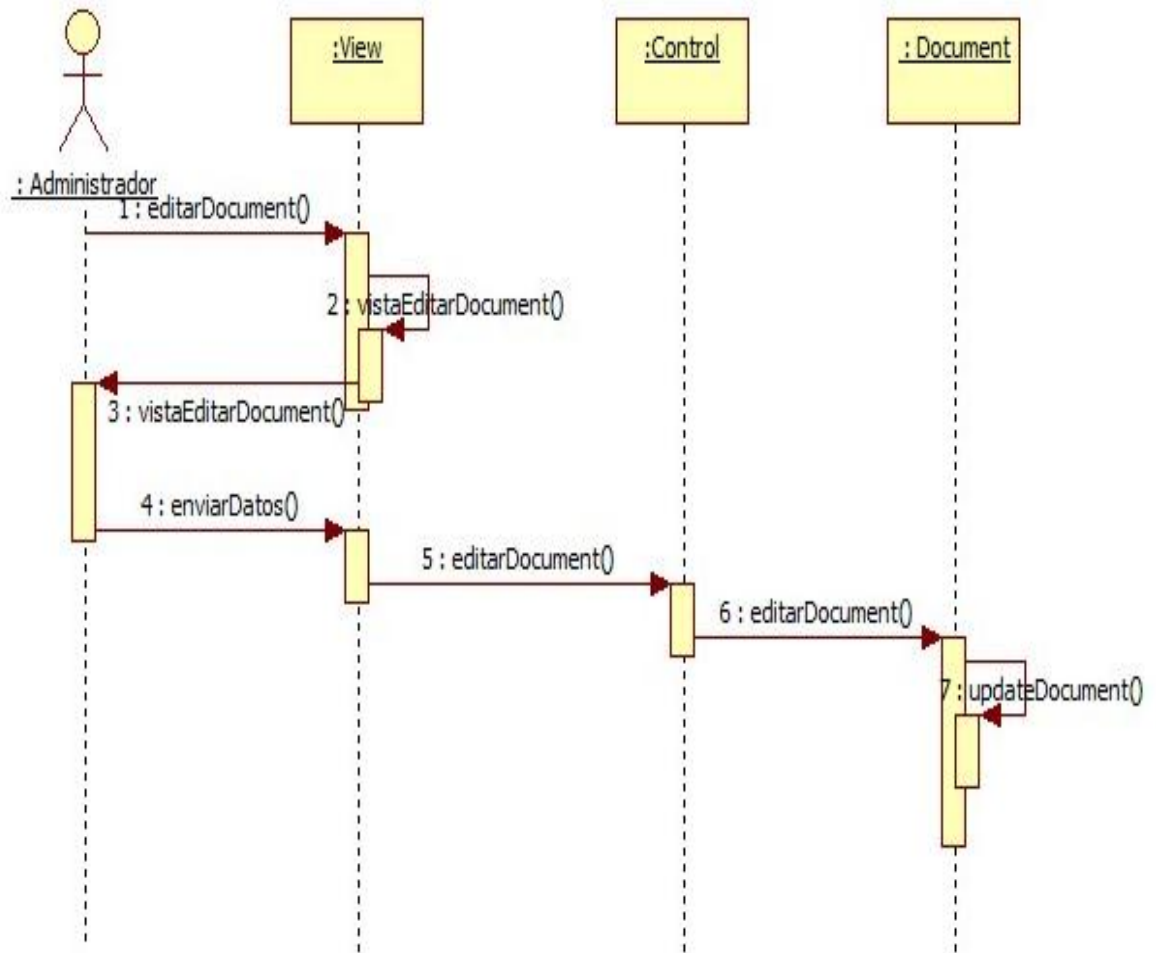 :View
:Control
: Document
: Administrador
1 : editarDocument()
2 : vistaEditarDocument()
3 : vistaEditarDocument()
4 : enviarDatos()
5 : editarDocument()
6 : editarDocument()
7 : updateDocument()